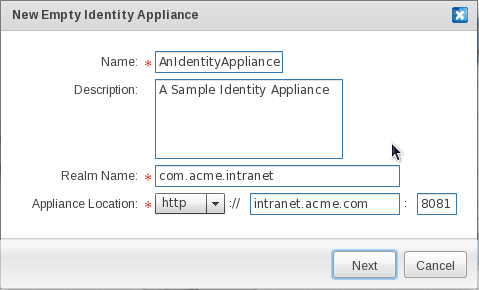 New Empty Identity Appliance
Name: * AnIdentityAppliance
Description: A Sample Identity Appliance
Realm Name: * com.acme.intranet
Appliance Location: * http :// intranet.acme.com : 8081
Next Cancel